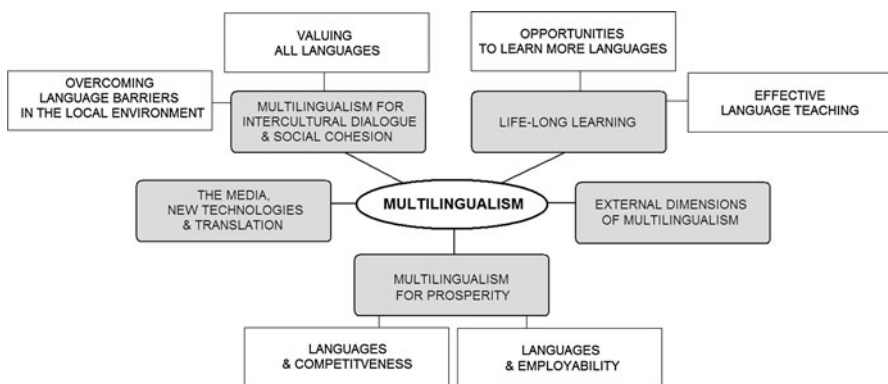 VALUING
ALL LANGUAGES
OPPORTUNITIES
TO LEARN MORE LANGUAGES
OVERCOMING
LANGUAGE BARRIERS
IN THE LOCAL ENVIRONMENT
MULTILINGUALISM FOR
INTERCULTURAL DIALOGUE
& SOCIAL COHESION
LIFE-LONG LEARNING
EFFECTIVE
LANGUAGE TEACHING
THE MEDIA,
NEW TECHNOLOGIES
& TRANSLATION
MULTILINGUALISM
EXTERNAL DIMENSIONS
OF MULTILINGUALISM
MULTILINGUALISM
FOR PROSPERITY
LANGUAGES
& COMPETITVENESS
LANGUAGES
& EMPLOYABILITY